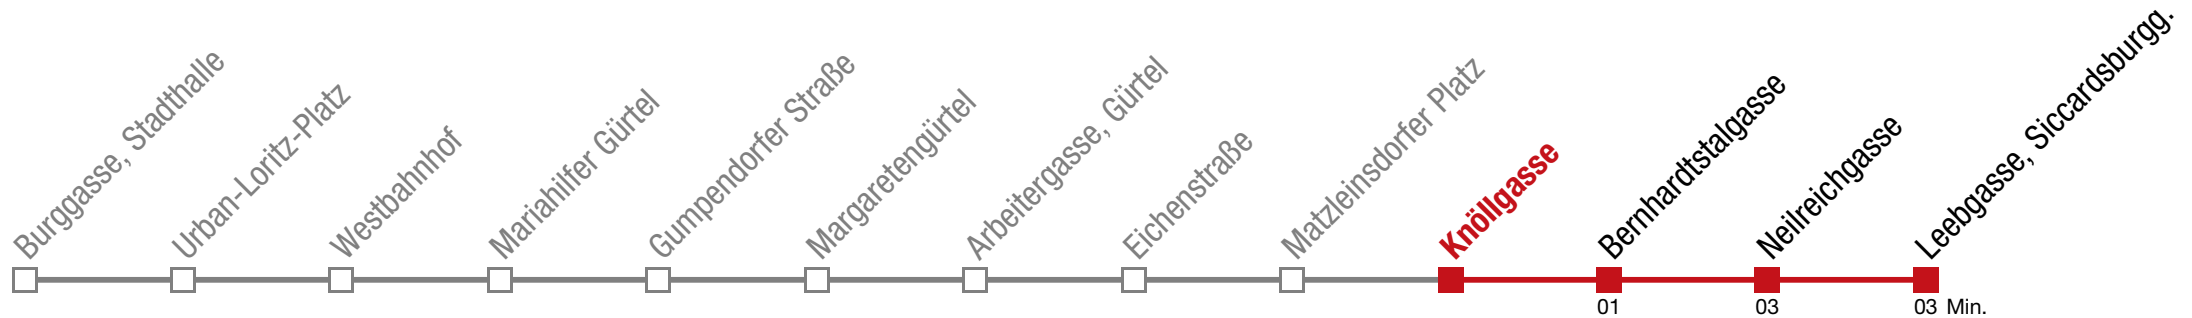 Burggasse, Stadthalle
Urban-Loritz-Platz
Westbahnhof
Mariahilfer Gürtel
Gumpendorfer Straße
Margaretengürtel
Arbeitergasse, Gürtel
Eichenstraße
Matzleinsdorfer Platz
Knöllgasse
Bernhardtstalgasse
Neilreichgasse
Leebgasse, Siccardsburgg.
01
03
03 Min.